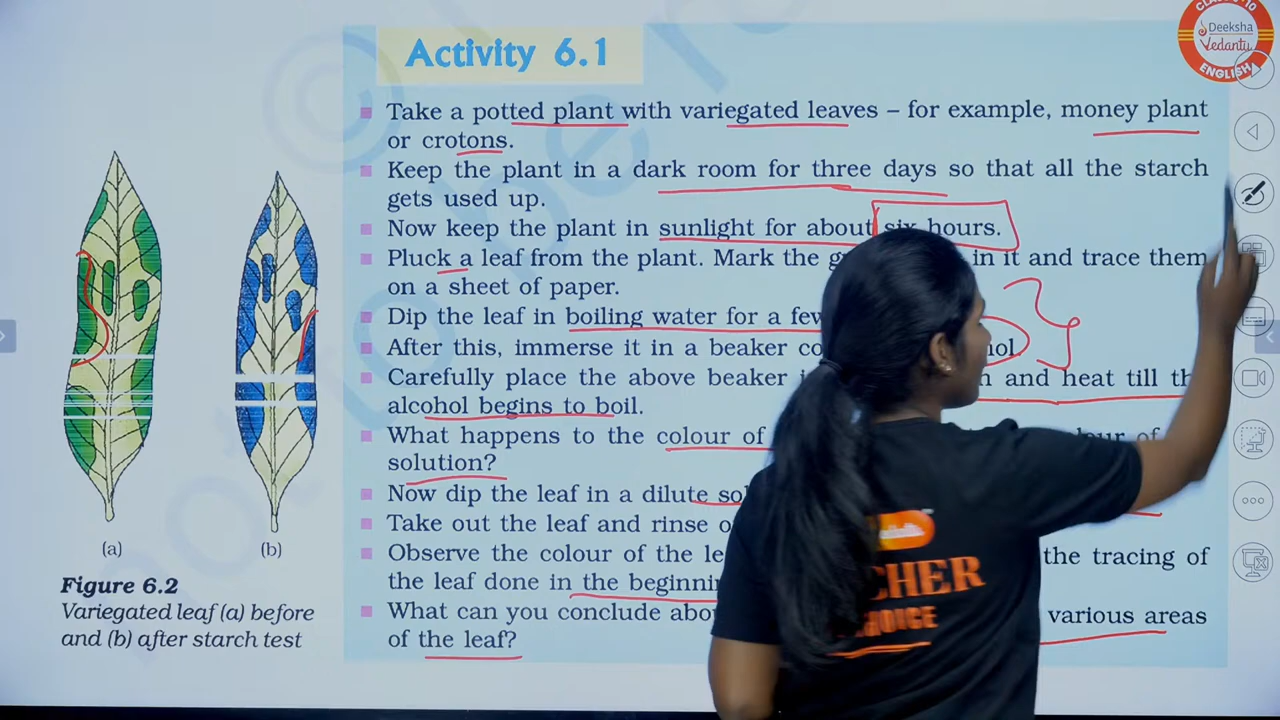 Activity 6.1
Take a potted plant with variegated leaves – for example, money plant
or crotons.
Keep the plant in a dark room for three days so that all the starch
gets used up.
Now keep the plant in sunlight for about six hours.
Pluck a leaf from the plant. Mark the in it and trace them
on a sheet of paper.
Dip the leaf in boiling water for a few
After this, immerse it in a beaker
Carefully place the above beaker and heat till
alcohol begins to boil.
What happens to the colour of of
solution?
Now dip the leaf in a dilute
Take out the leaf and rinse
Observe the colour of the the tracing of
the leaf done in the
What can you conclude various areas
of the leaf?
(a)
(b)
Figure 6.2
Variegated leaf (a) before
and (b) after starch test
Deeksha
Vedantu
ENGLISH